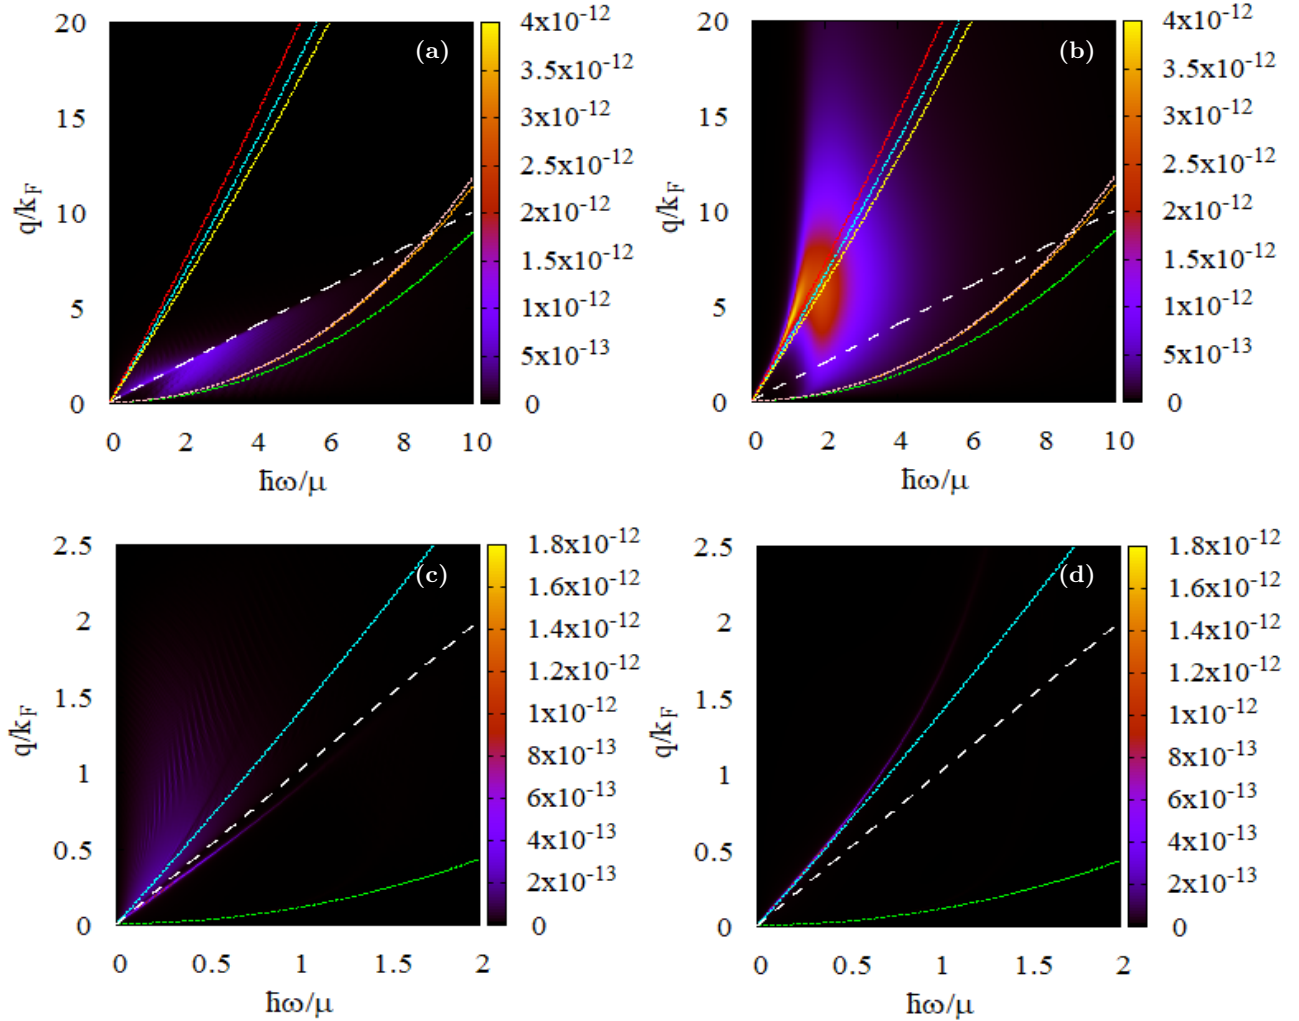 20
15
10
5
0
q/k_F
(a)
4x10^-12
3.5x10^-12
3x10^-12
2.5x10^-12
2x10^-12
1.5x10^-12
1x10^-12
5x10^-13
0
0 2 4 6 8 10
ħω/μ
20
15
10
5
0
q/k_F
(b)
4x10^-12
3.5x10^-12
3x10^-12
2.5x10^-12
2x10^-12
1.5x10^-12
1x10^-12
5x10^-13
0
0 2 4 6 8 10
ħω/μ
2.5
2
1.5
1
0.5
0
q/k_F
(c)
1.8x10^-12
1.6x10^-12
1.4x10^-12
1.2x10^-12
1x10^-12
8x10^-13
6x10^-13
4x10^-13
2x10^-13
0
0 0.5 1 1.5 2
ħω/μ
2.5
2
1.5
1
0.5
0
q/k_F
(d)
1.8x10^-12
1.6x10^-12
1.4x10^-12
1.2x10^-12
1x10^-12
8x10^-13
6x10^-13
4x10^-13
2x10^-13
0
0 0.5 1 1.5 2
ħω/μ